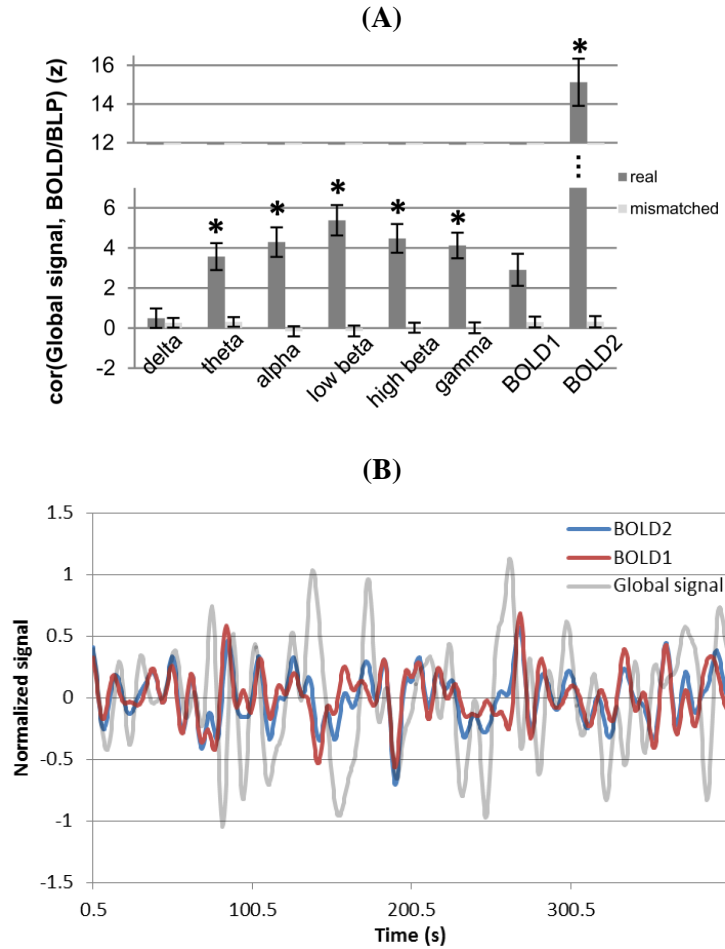 (A)
cor(Global signal, BOLD/BLP) (z)
16
14
12
6
4
2
0
-2
*
*
*
*
*
*
⋮
real
mismatched
delta
theta
alpha
low beta
high beta
gamma
BOLD1
BOLD2
(B)
Normalized signal
1.5
1
0.5
0
-0.5
-1
-1.5
BOLD2
BOLD1
Global signal
0.5
100.5
200.5
300.5
Time (s)